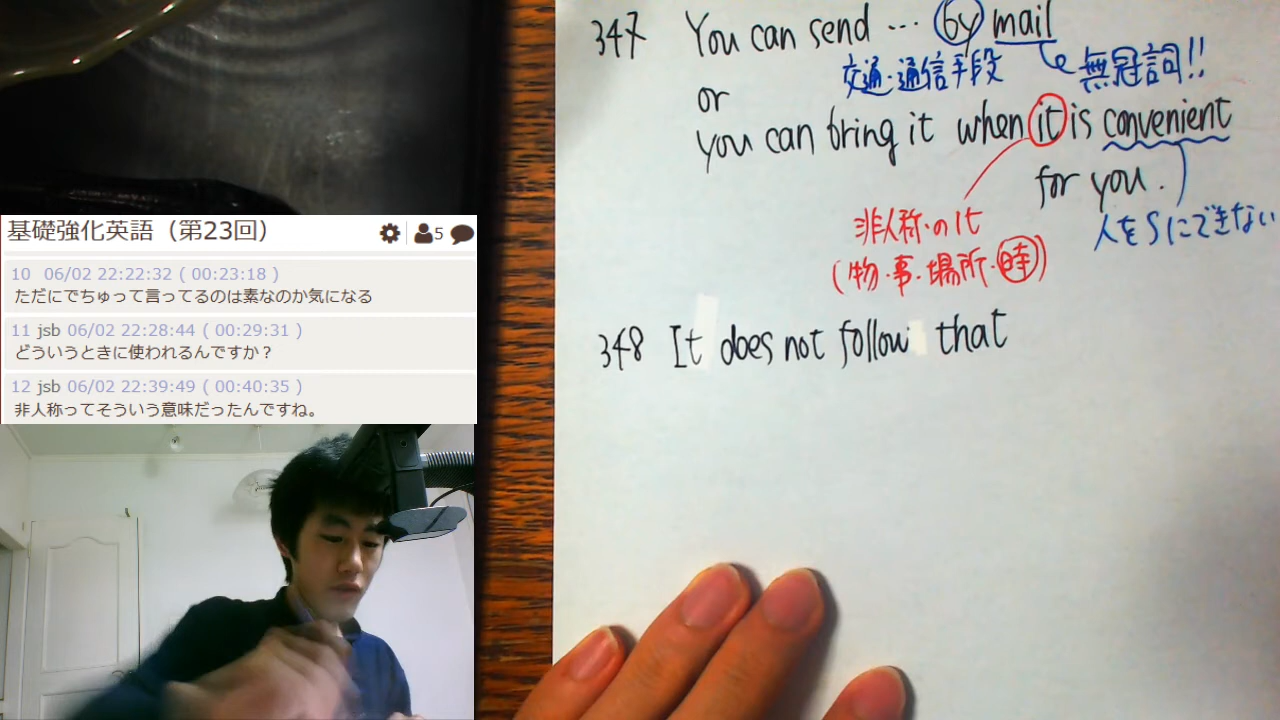 347 You can send … by mail
交通・通信手段
無冠詞!!
or
you can bring it when it is convenient
for you.
非人称のit
(物・事・場所・時)
人をSにできない
348 It does not follow that
基礎強化英語（第23回）
5
10 06/02 22:22:32 ( 00:23:18 )
ただにでちゅって言ってるのは素なのか気になる
11 jsb 06/02 22:28:44 ( 00:29:31 )
どういうときに使われるんですか？
12 jsb 06/02 22:39:49 ( 00:40:35 )
非人称ってそういう意味だったんですね。